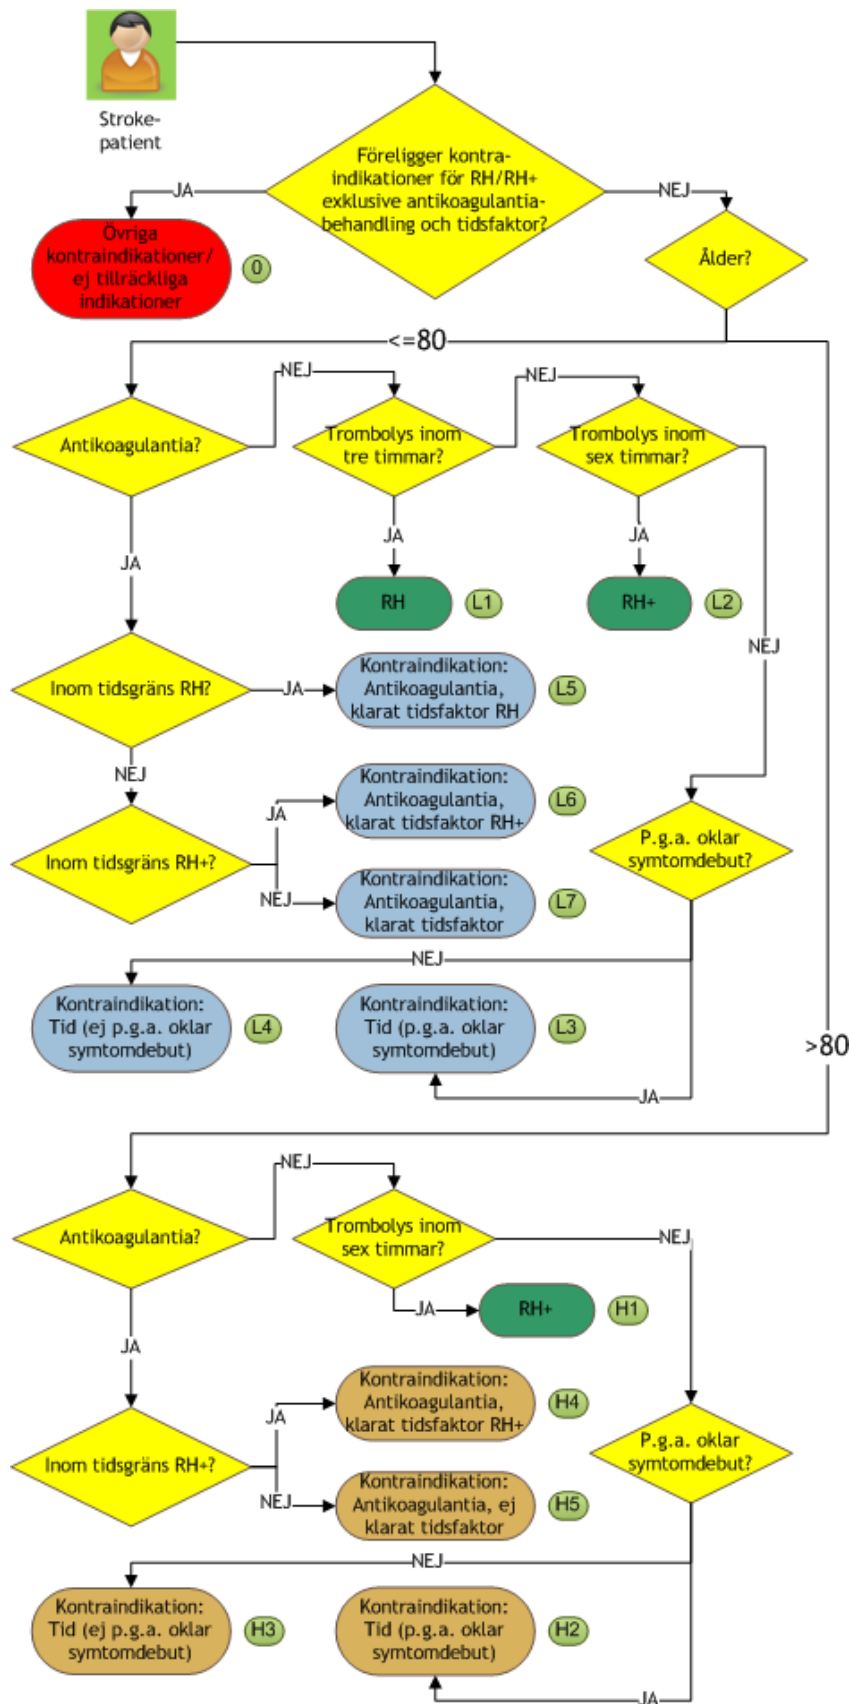 Stroke-
patient
Föreligger kontra-
indikationer för RH/RH+
exklusive antikoagulantia-
behandling och tidsfaktor?
JA
NEJ
Övriga
kontraindikationer/
ej tillräckliga
indikationer
0
Ålder?
<=80
NEJ
NEJ
Antikoagulantia?
Trombolys inom
tre timmar?
Trombolys inom
sex timmar?
JA
JA
JA
RH
L1
RH+
L2
NEJ
Inom tidsgräns RH?
JA
Kontraindikation:
Antikoagulantia,
klarat tidsfaktor RH
L5
NEJ
Inom tidsgräns RH+?
JA
Kontraindikation:
Antikoagulantia,
klarat tidsfaktor RH+
L6
NEJ
Kontraindikation:
Antikoagulantia,
klarat tidsfaktor
L7
P.g.a. oklar
symtomdebut?
NEJ
Kontraindikation:
Tid (ej p.g.a. oklar
symtomdebut)
L4
Kontraindikation:
Tid (p.g.a. oklar
symtomdebut)
L3
JA
>80
NEJ
Antikoagulantia?
Trombolys inom
sex timmar?
NEJ
JA
RH+
H1
JA
Inom tidsgräns RH+?
JA
Kontraindikation:
Antikoagulantia,
klarat tidsfaktor RH+
H4
NEJ
Kontraindikation:
Antikoagulantia, ej
klarat tidsfaktor
H5
P.g.a. oklar
symtomdebut?
NEJ
Kontraindikation:
Tid (ej p.g.a. oklar
symtomdebut)
H3
Kontraindikation:
Tid (p.g.a. oklar
symtomdebut)
H2
JA